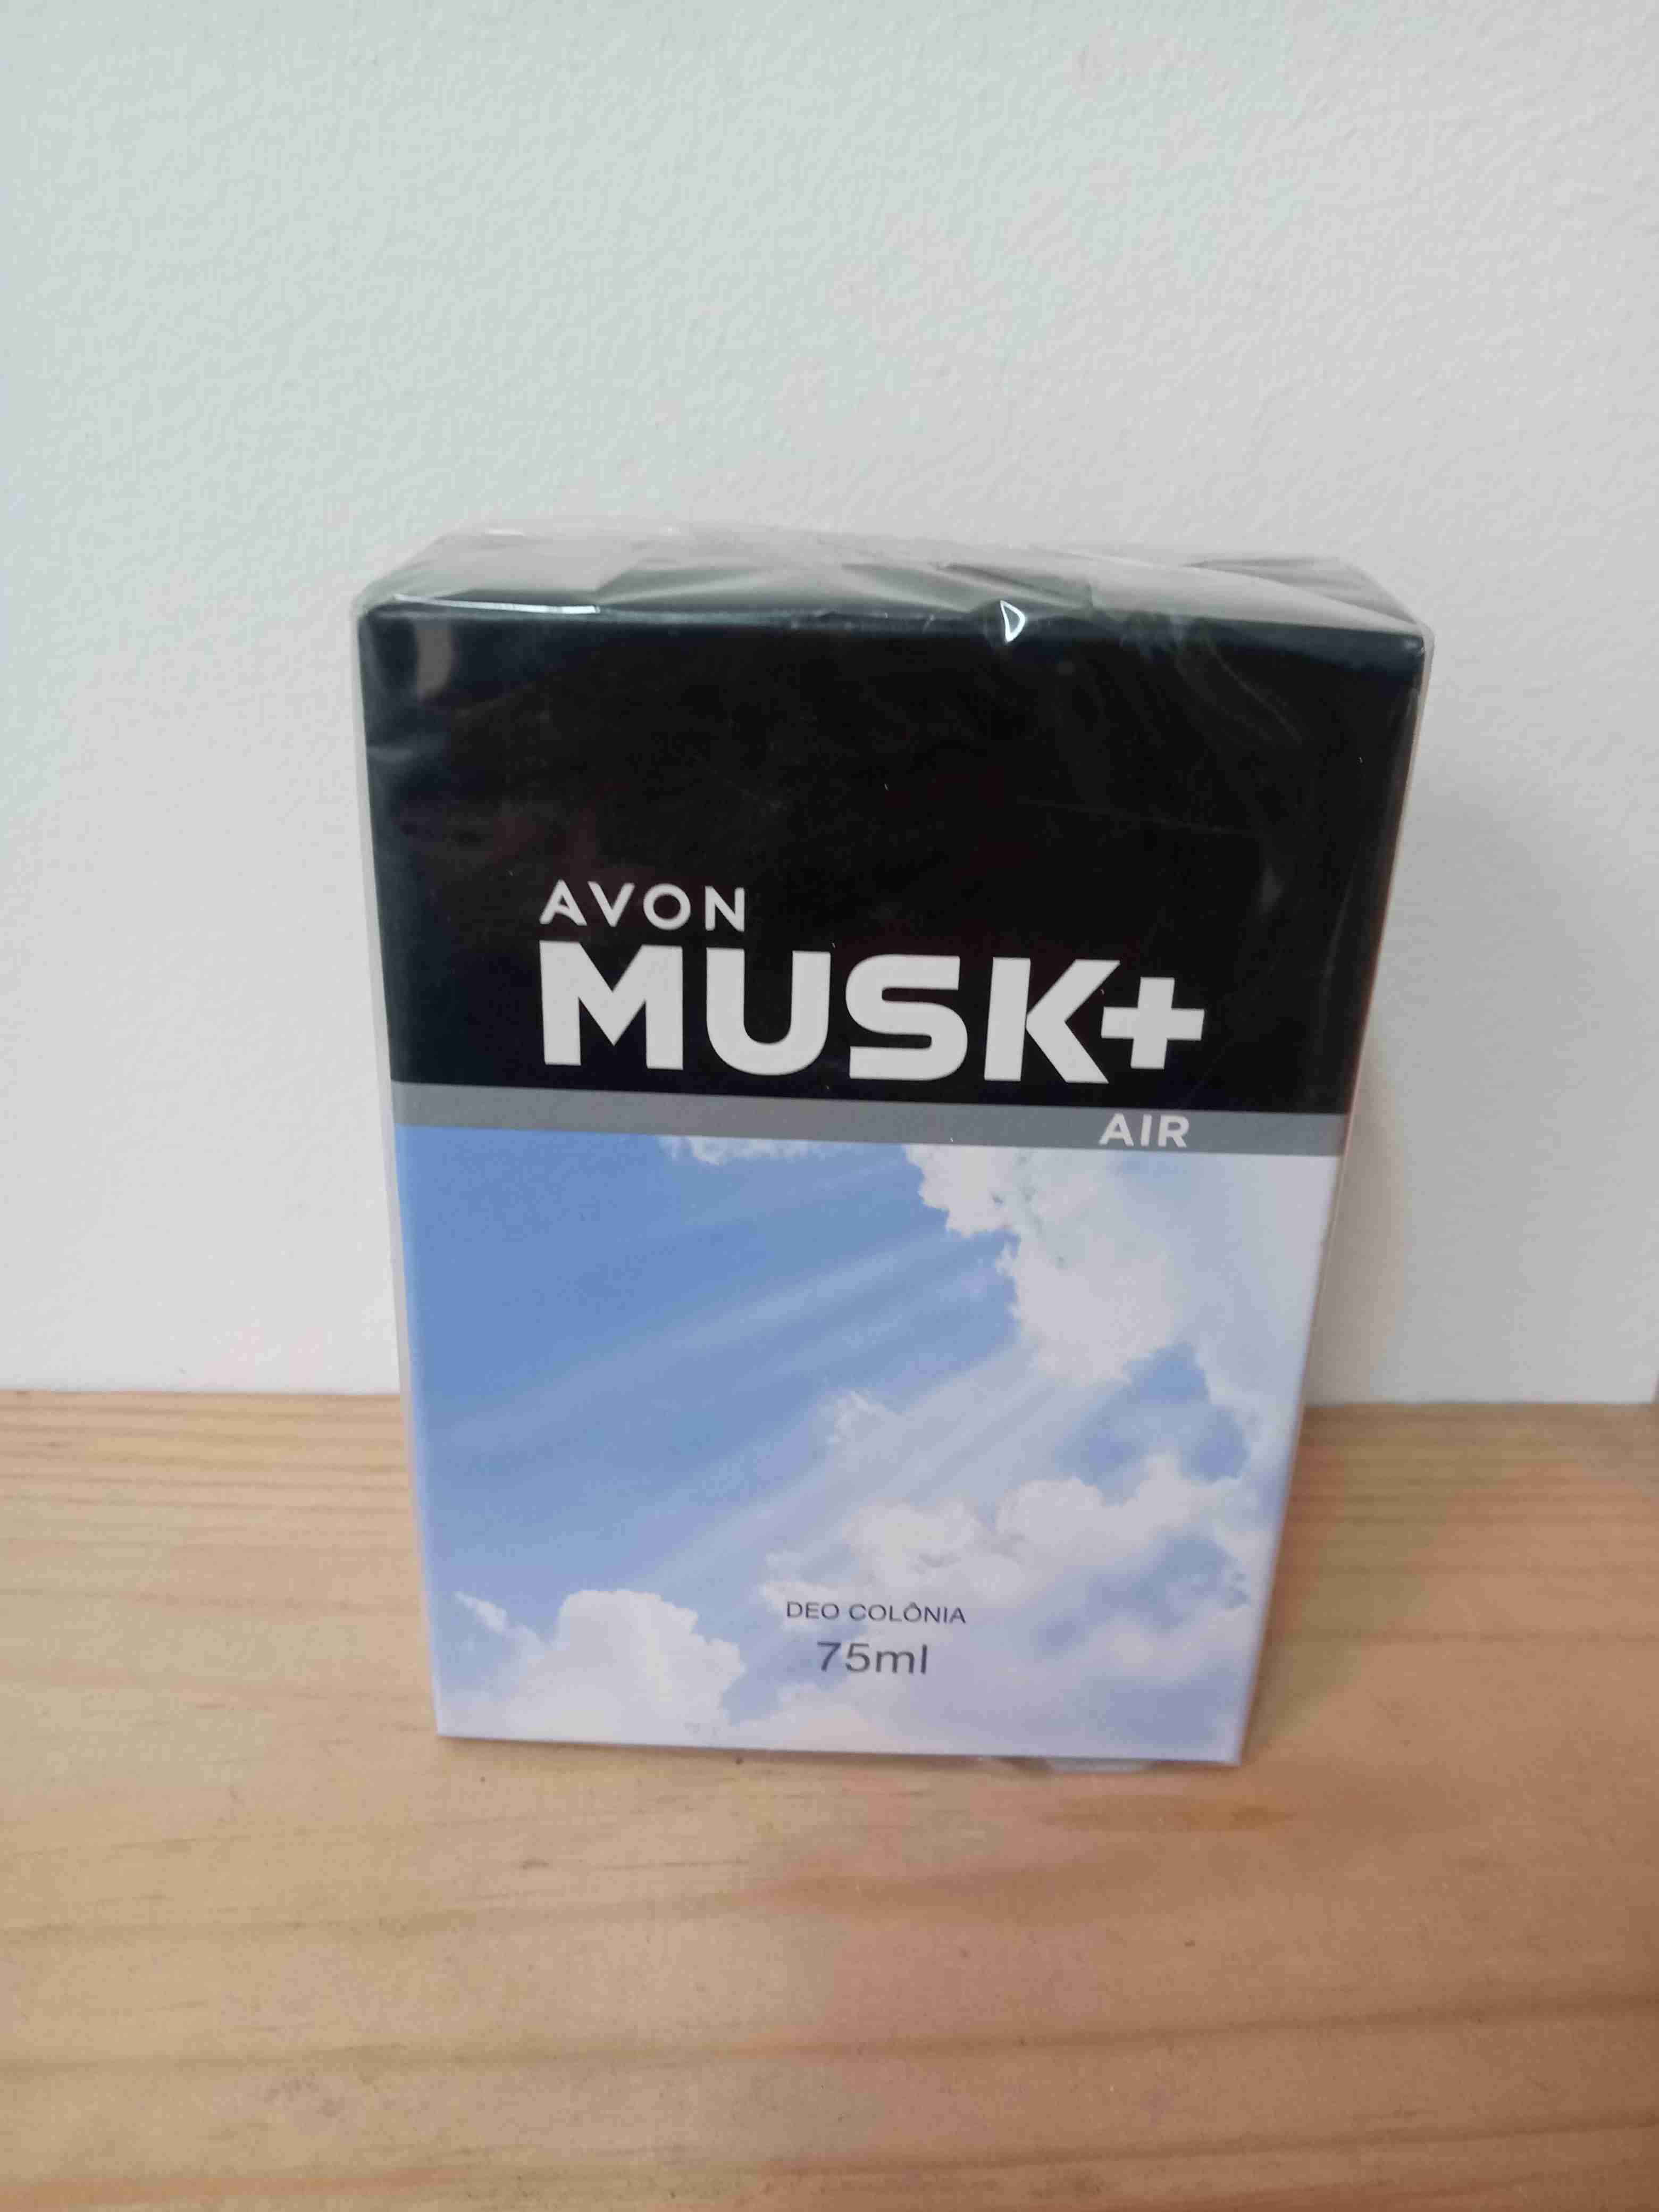 AVON
MUSK+
AIR
DEO COLÔNIA
75ml